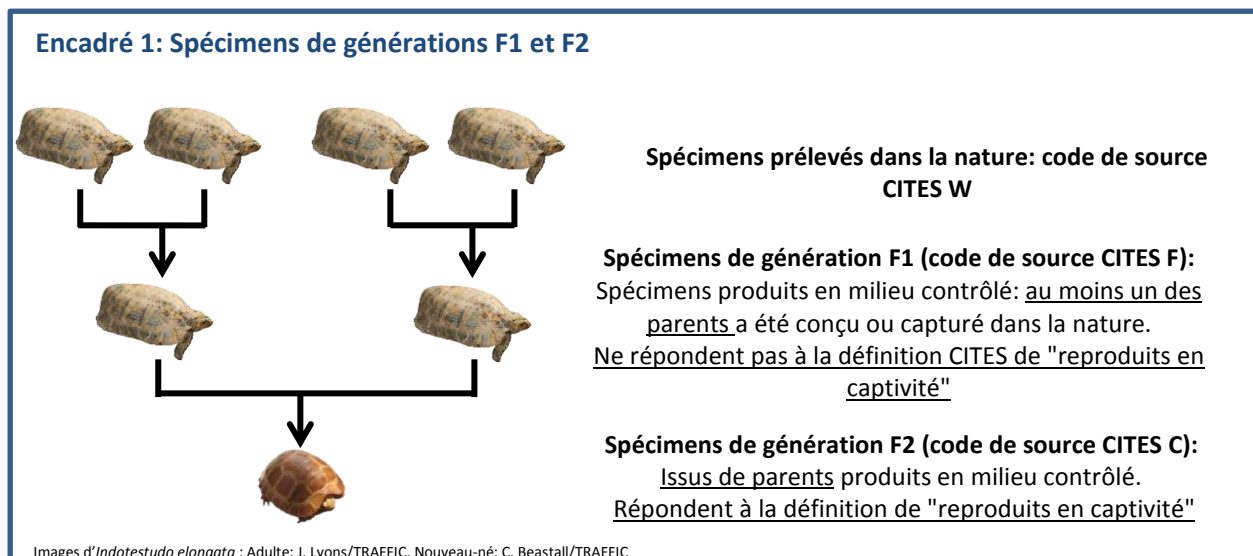 Encadré 1: Spécimens de générations F1 et F2
Spécimens prélevés dans la nature: code de source
CITES W
Spécimens de génération F1 (code de source CITES F):
Spécimens produits en milieu contrôlé: au moins un des
parents a été conçu ou capturé dans la nature.
Ne répondent pas à la définition CITES de "reproduits en
captivité"
Spécimens de génération F2 (code de source CITES C):
Issus de parents produits en milieu contrôlé.
Répondent à la définition de "reproduits en captivité"
Images d'Indotestudo elongata : Adulte: J. Lyons/TRAFFIC, Nouveau-né: C. Beastall/TRAFFIC